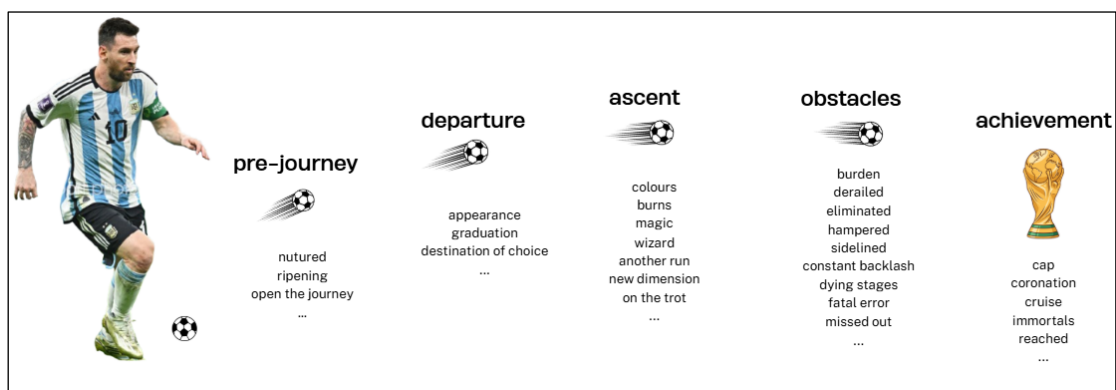 10
pre-journey
nutured
ripening
open the journey
...
departure
appearance
graduation
destination of choice
...
ascent
colours
burns
magic
wizard
another run
new dimension
on the trot
...
obstacles
burden
derailed
eliminated
hampered
sidelined
constant backlash
dying stages
fatal error
missed out
...
achievement
cap
coronation
cruise
immortals
reached
...